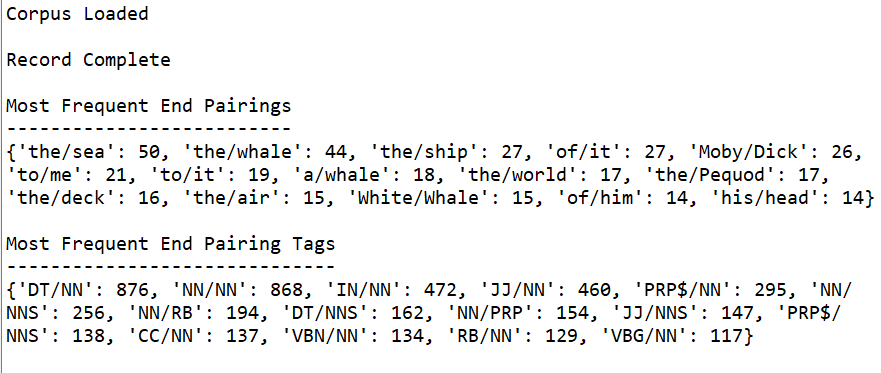 Corpus Loaded
Record Complete
Most Frequent End Pairings
--------------------------
{'the/sea': 50, 'the/whale': 44, 'the/ship': 27, 'of/it': 27, 'Moby/Dick': 26,
'to/me': 21, 'to/it': 19, 'a/whale': 18, 'the/world': 17, 'the/Pequod': 17,
'the/deck': 16, 'the/air': 15, 'White/Whale': 15, 'of/him': 14, 'his/head': 14}
Most Frequent End Pairing Tags
------------------------------
{'DT/NN': 876, 'NN/NN': 868, 'IN/NN': 472, 'JJ/NN': 460, 'PRP$/NN': 295, 'NN/
NNS': 256, 'NN/RB': 194, 'DT/NNS': 162, 'NN/PRP': 154, 'JJ/NNS': 147, 'PRP$/
NNS': 138, 'CC/NN': 137, 'VBN/NN': 134, 'RB/NN': 129, 'VBG/NN': 117}